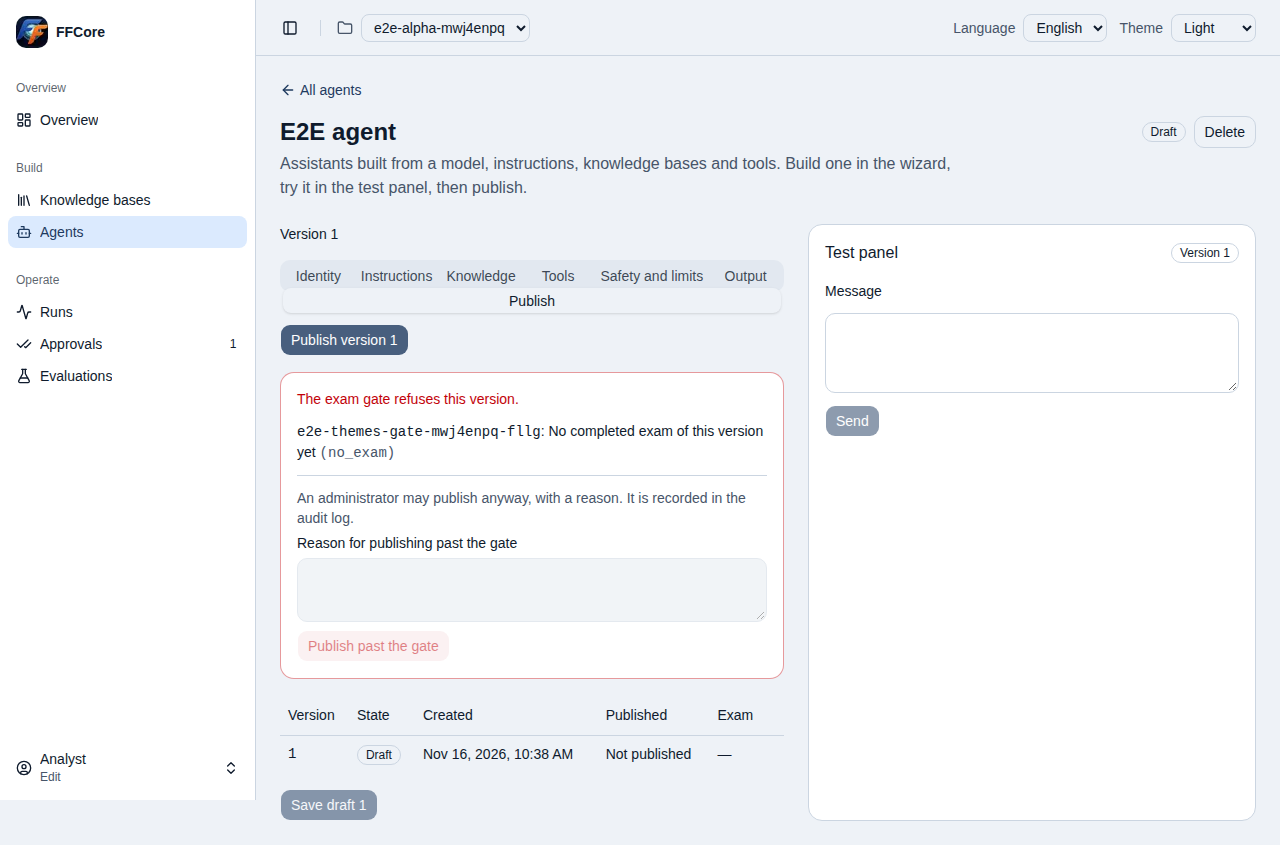 FFCore
e2e-alpha-mwj4enpq
Language
English
Theme
Light
Overview
Overview
Build
Knowledge bases
Agents
Operate
Runs
Approvals
1
Evaluations
Analyst
Edit
All agents
E2E agent
Draft
Delete
Assistants built from a model, instructions, knowledge bases and tools. Build one in the wizard,
try it in the test panel, then publish.
Version 1
Identity
Instructions
Knowledge
Tools
Safety and limits
Output
Publish
Publish version 1
The exam gate refuses this version.
e2e-themes-gate-mwj4enpq-fllg: No completed exam of this version
yet (no_exam)
An administrator may publish anyway, with a reason. It is recorded in the
audit log.
Reason for publishing past the gate
Publish past the gate
Version State Created Published Exam
1 Draft Nov 16, 2026, 10:38 AM Not published —
Save draft 1
Test panel
Version 1
Message
Send